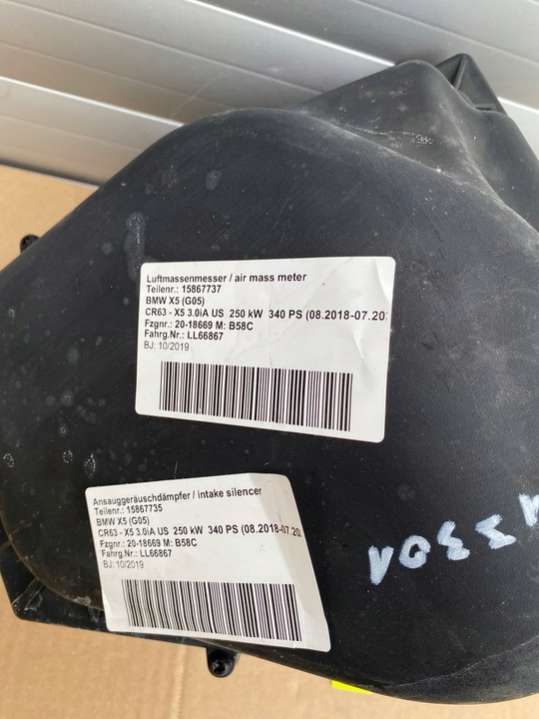 Luftmassenmesser / air mass meter
Teilenr.: 15867737
BMW X5 (G05)
CR63 - X5 3.0iA US 250 kW 340 PS (08.2018-07.20
Fzgnr.: 20-18669 M: B58C
Fahrg.Nr.: LL66867
BJ: 10/2019
Ansauggeräuschdämpfer / intake silencer
Teilenr.: 15867735
BMW X5 (G05)
CR63 - X5 3.0iA US 250 kW 340 PS (08.2018-07.20
Fzgnr.: 20-18669 M: B58C
Fahrg.Nr.: LL66867
BJ: 10/2019